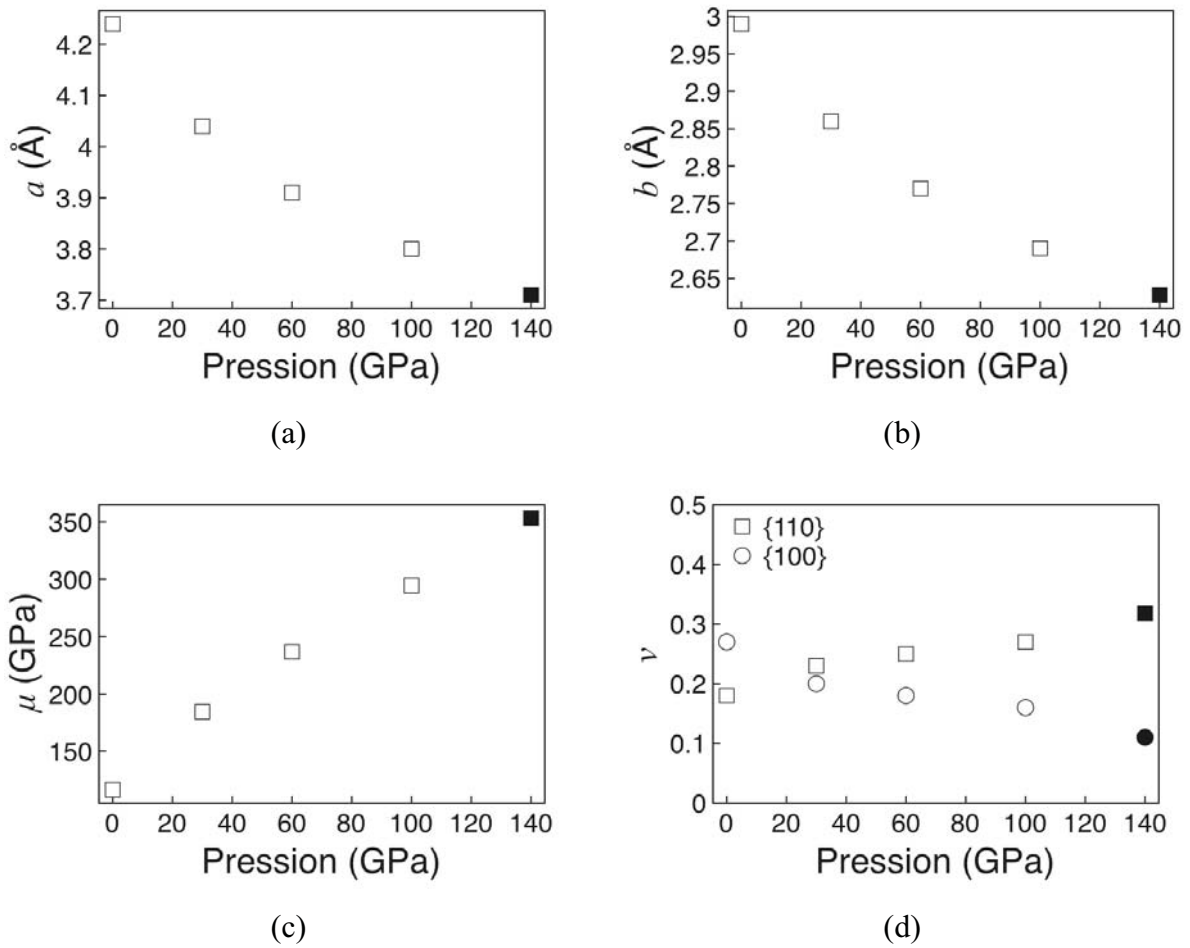 4.2
4.1
4
3.9
3.8
3.7
a (Å)
0 20 40 60 80 100 120 140
Pression (GPa)
(a)
3
2.95
2.9
2.85
2.8
2.75
2.7
2.65
b (Å)
0 20 40 60 80 100 120 140
Pression (GPa)
(b)
350
300
250
200
150
μ (GPa)
0 20 40 60 80 100 120 140
Pression (GPa)
(c)
0.5
0.4
0.3
0.2
0.1
0
ν
{110}
{100}
0 20 40 60 80 100 120 140
Pression (GPa)
(d)